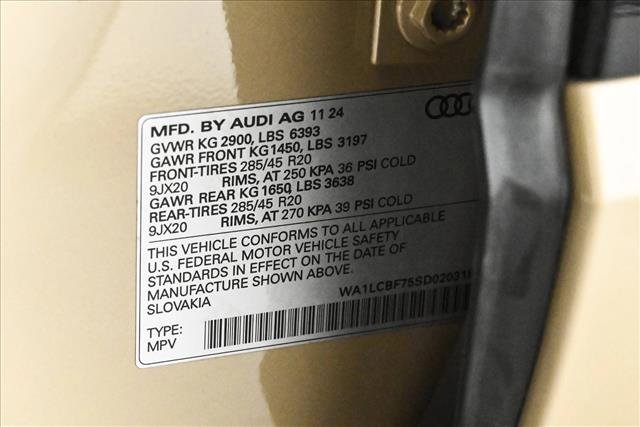 MFD. BY AUDI AG 11 24
GVWR KG 2900, LBS 6393
GAWR FRONT KG 1450, LBS 3197
FRONT-TIRES 285/45 R20
9JX20 RIMS, AT 250 KPA 36 PSI COLD
GAWR REAR KG 1650, LBS 3638
REAR-TIRES 285/45 R20
9JX20 RIMS, AT 270 KPA 39 PSI COLD
THIS VEHICLE CONFORMS TO ALL APPLICABLE
U.S. FEDERAL MOTOR VEHICLE SAFETY
STANDARDS IN EFFECT ON THE DATE OF
MANUFACTURE SHOWN ABOVE.
SLOVAKIA
TYPE:
MPV